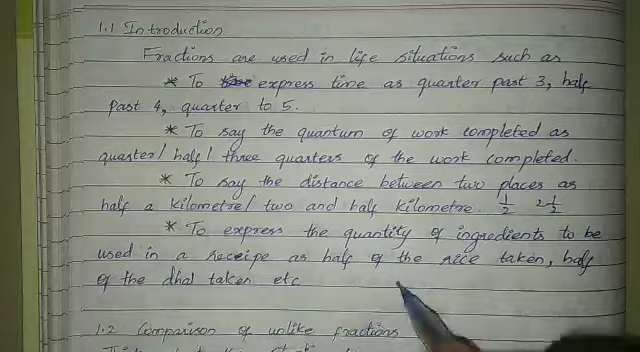 1.1 Introduction
Fractions are used in life situations such as
* To express time as quarter past 3, half
past 4, quarter to 5.
* To say the quantum of work completed as
quarter/ half/ three quarters of the work completed.
* To say the distance between two places as
half a kilometre/ two and half kilometre. 1/2 2 1/2
* To express the quantity of ingredients to be
used in a receipe as half of the rice taken, half
of the dhal taken etc
1.2 Comparison of unlike fractions